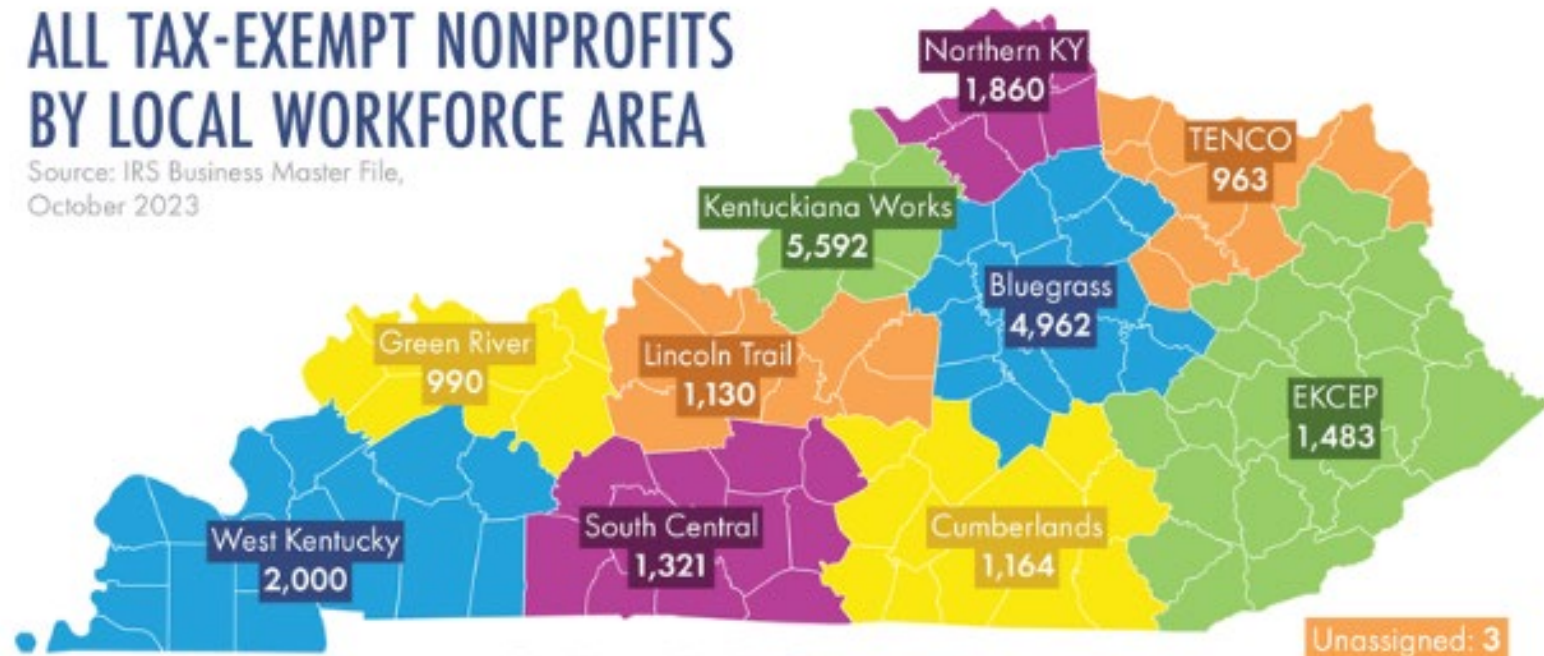 ALL TAX-EXEMPT NONPROFITS
BY LOCAL WORKFORCE AREA
Source: IRS Business Master File,
October 2023
Northern KY
1,860
TENCO
963
Kentuckiana Works
5,592
Bluegrass
4,962
Green River
990
Lincoln Trail
1,130
EKCEP
1,483
West Kentucky
2,000
South Central
1,321
Cumberlands
1,164
Unassigned: 3